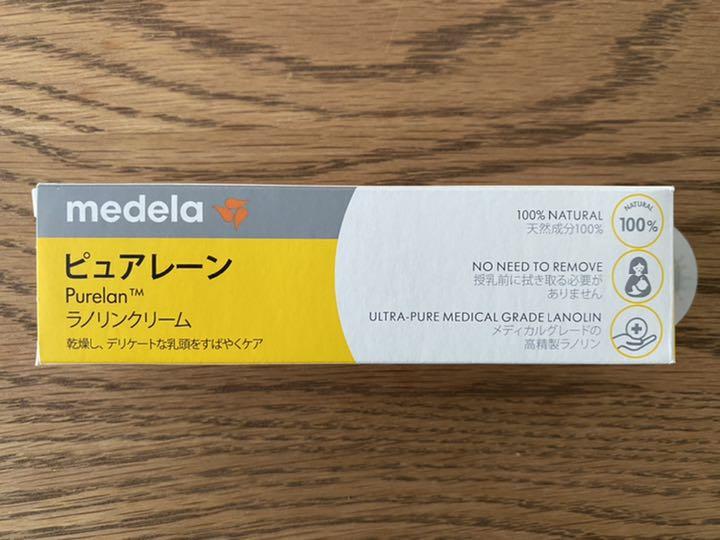 medela
ピュアレーン
Purelan™
ラノリンクリーム
乾燥し、デリケートな乳頭をすばやくケア
100% NATURAL
天然成分100%
NATURAL
100%
NO NEED TO REMOVE
授乳前に拭き取る必要が
ありません
ULTRA-PURE MEDICAL GRADE LANOLIN
メディカルグレードの
高精製ラノリン